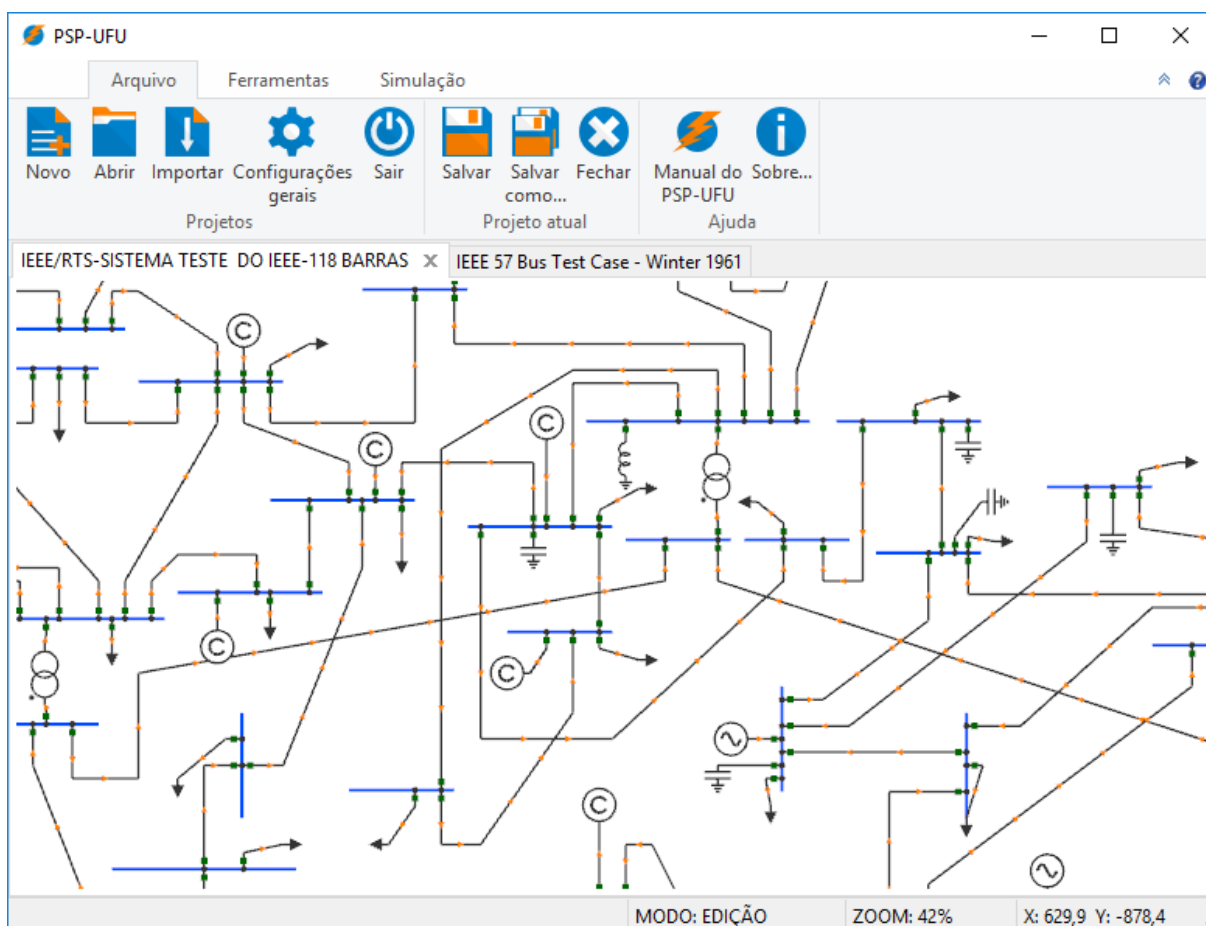 PSP-UFU
Arquivo Ferramentas Simulação
Novo Abrir Importar Configurações gerais Sair Salvar Salvar como... Fechar Manual do PSP-UFU Sobre...
Projetos Projeto atual Ajuda
IEEE/RTS-SISTEMA TESTE  DO IEEE-118 BARRAS IEEE 57 Bus Test Case - Winter 1961
C
C
C
C
C
C
MODO: EDIÇÃO ZOOM: 42% X: 629,9 Y: -878,4